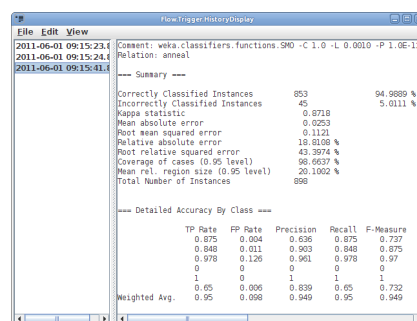 Flow.Trigger.HistoryDisplay
File Edit View
2011-06-01 09:15:23.
2011-06-01 09:15:24.
2011-06-01 09:15:41.
Comment: weka.classifiers.functions.SMO -C 1.0 -L 0.0010 -P 1.0E-1
Relation: anneal
=== Summary ===
Correctly Classified Instances 853 94.9889 %
Incorrectly Classified Instances 45 5.0111 %
Kappa statistic 0.8718
Mean absolute error 0.0253
Root mean squared error 0.1121
Relative absolute error 18.8108 %
Root relative squared error 43.3974 %
Coverage of cases (0.95 level) 98.6637 %
Mean rel. region size (0.95 level) 20.1002 %
Total Number of Instances 898
=== Detailed Accuracy By Class ===
TP Rate FP Rate Precision Recall F-Measure
0.875 0.004 0.636 0.875 0.737
0.848 0.011 0.903 0.848 0.875
0.978 0.126 0.961 0.978 0.97
0 0 0 0 0
1 0 1 1 1
0.65 0.006 0.839 0.65 0.732
Weighted Avg. 0.95 0.098 0.949 0.95 0.949